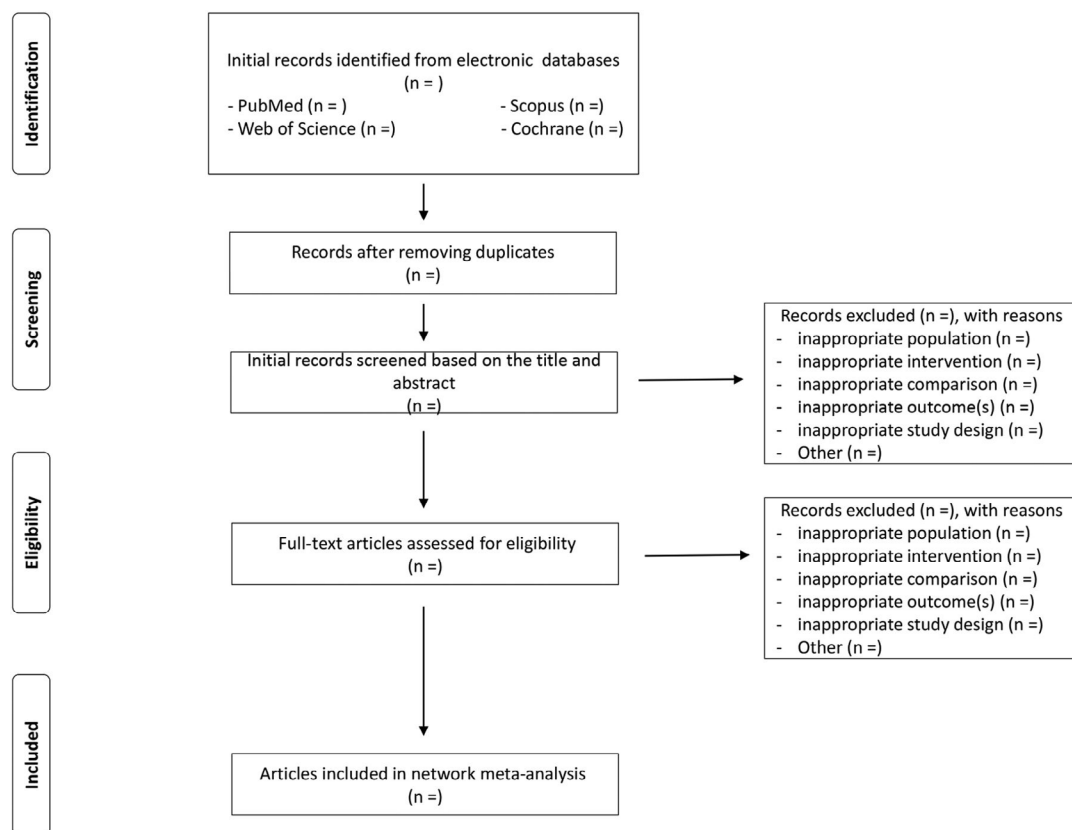 Identification
Initial records identified from electronic databases
(n = )
- PubMed (n = )
- Scopus (n =)
- Web of Science (n =)
- Cochrane (n =)
Screening
Records after removing duplicates
(n =)
Initial records screened based on the title and
abstract
(n =)
Records excluded (n =), with reasons
- inappropriate population (n =)
- inappropriate intervention (n =)
- inappropriate comparison (n =)
- inappropriate outcome(s) (n =)
- inappropriate study design (n =)
- Other (n =)
Eligibility
Full-text articles assessed for eligibility
(n =)
Records excluded (n =), with reasons
- inappropriate population (n =)
- inappropriate intervention (n =)
- inappropriate comparison (n =)
- inappropriate outcome(s) (n =)
- inappropriate study design (n =)
- Other (n =)
Included
Articles included in network meta-analysis
(n =)